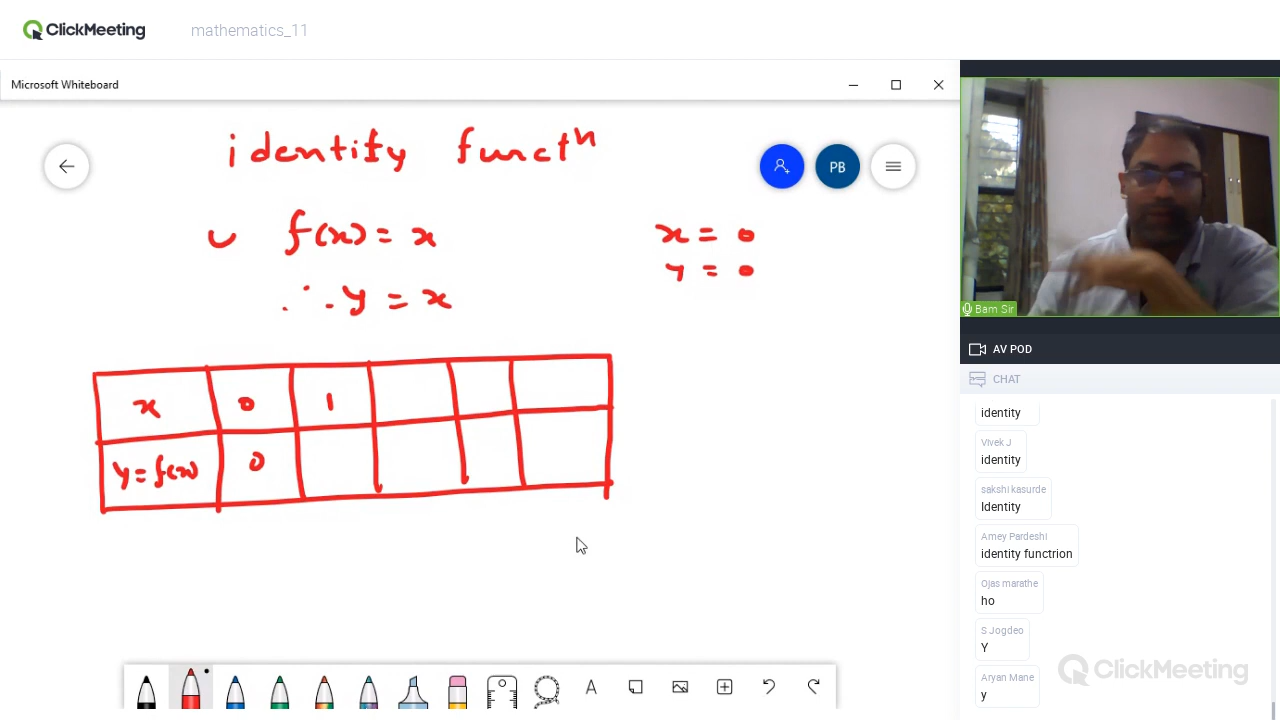 ClickMeeting mathematics_11
Microsoft Whiteboard
identify functn
f(x) = x
∴ y = x
x = 0
y = 0
x 0 1
y = f(x) 0
PB
A
Bam Sir
AV POD
CHAT
identity
Vivek J
identity
sakshi kasurde
Identity
Amey Pardeshi
identity functrion
Ojas marathe
ho
S Jogdeo
Y
Aryan Mane
y
ClickMeeting